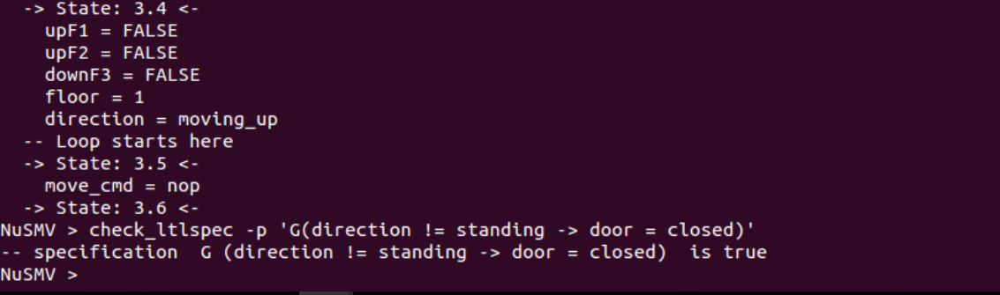 -> State: 3.4 <-
upF1 = FALSE
upF2 = FALSE
downF3 = FALSE
floor = 1
direction = moving_up
-- Loop starts here
-> State: 3.5 <-
move_cmd = nop
-> State: 3.6 <-
NuSMV > check_ltlspec -p 'G(direction != standing -> door = closed)'
-- specification  G (direction != standing -> door = closed)  is true
NuSMV >